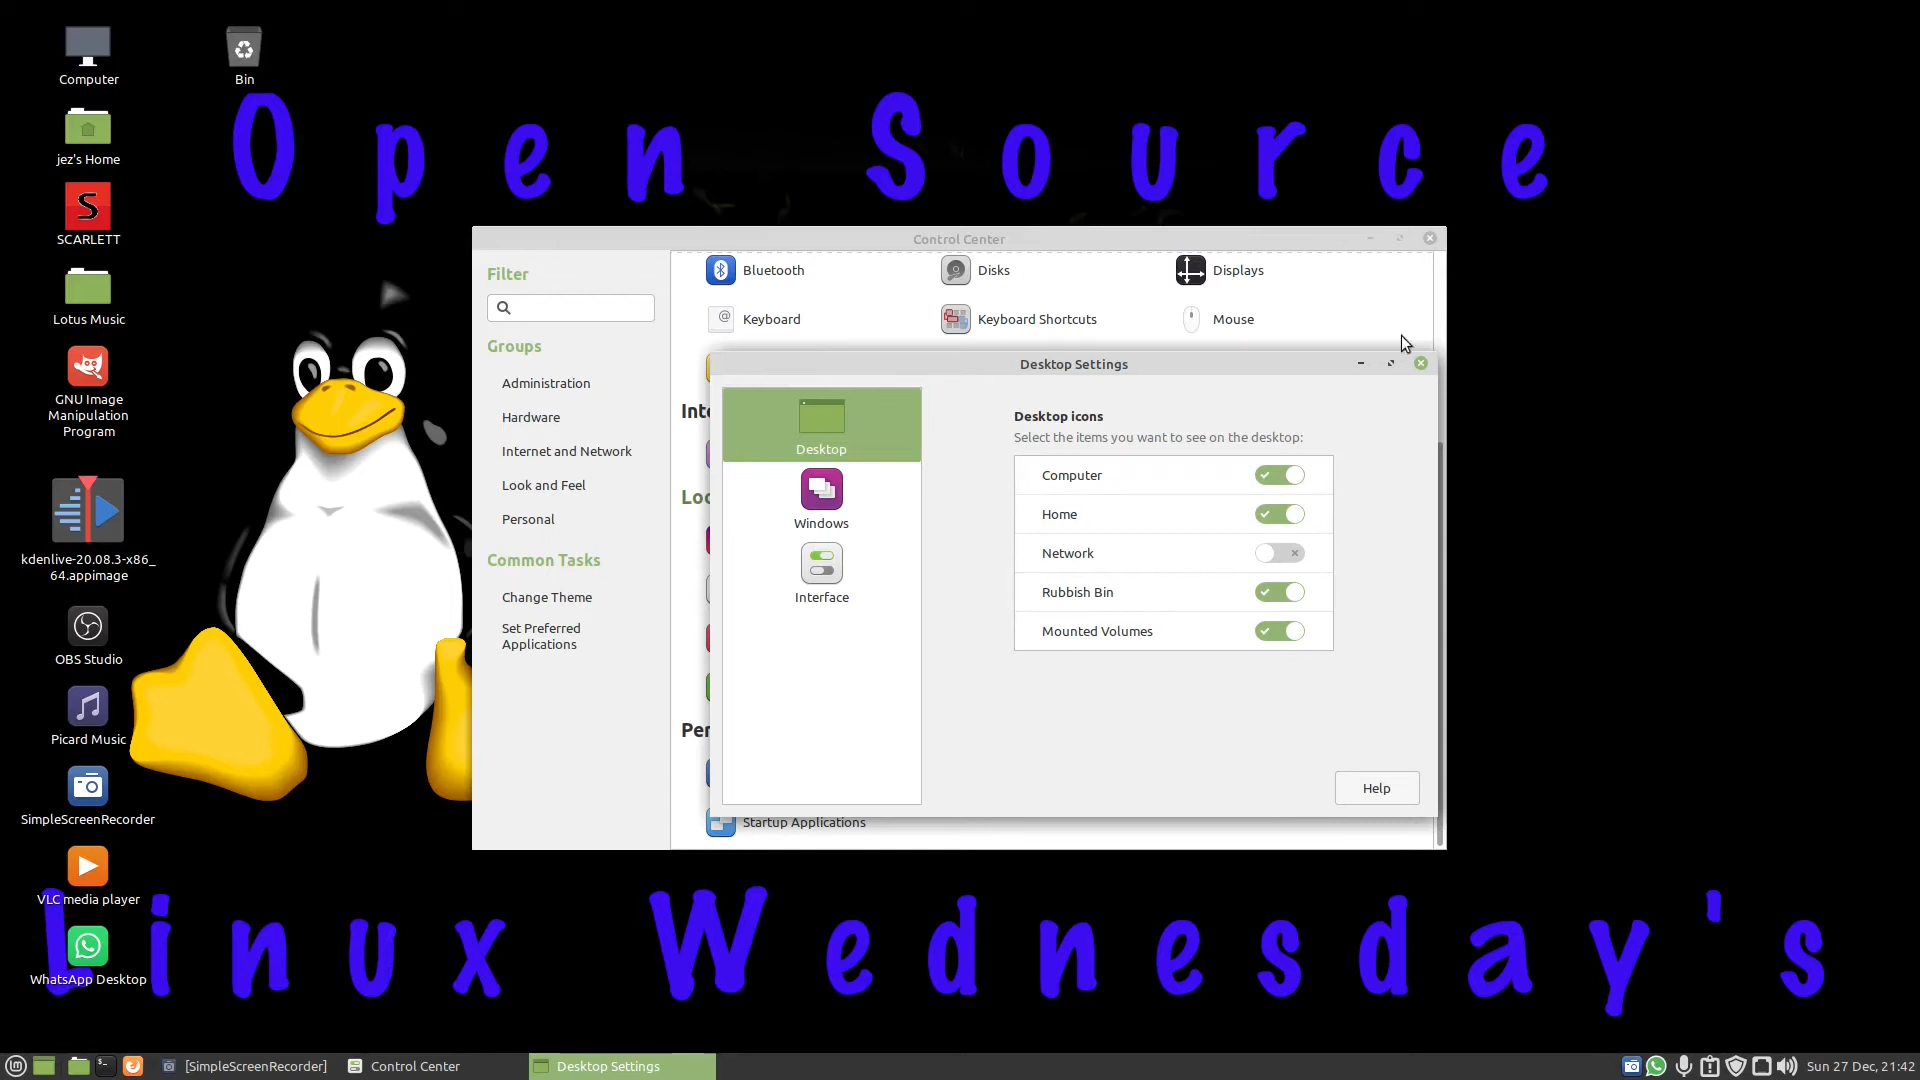 Computer
Bin
jez's Home
S
SCARLETT
Lotus Music
GNU Image
Manipulation
Program
kdenlive-20.08.3-x86_
64.appimage
OBS Studio
Picard Music
SimpleScreenRecorder
VLC media player
WhatsApp Desktop
Open Source
Linux Wednesday's
Control Center
Filter
Groups
Administration
Hardware
Internet and Network
Look and Feel
Personal
Common Tasks
Change Theme
Set Preferred
Applications
Bluetooth
Disks
Displays
Keyboard
Keyboard Shortcuts
Mouse
Startup Applications
Desktop Settings
Desktop
Windows
Interface
Desktop icons
Select the items you want to see on the desktop:
Computer
Home
Network
Rubbish Bin
Mounted Volumes
Help
[SimpleScreenRecorder]
Control Center
Desktop Settings
Sun 27 Dec, 21:42